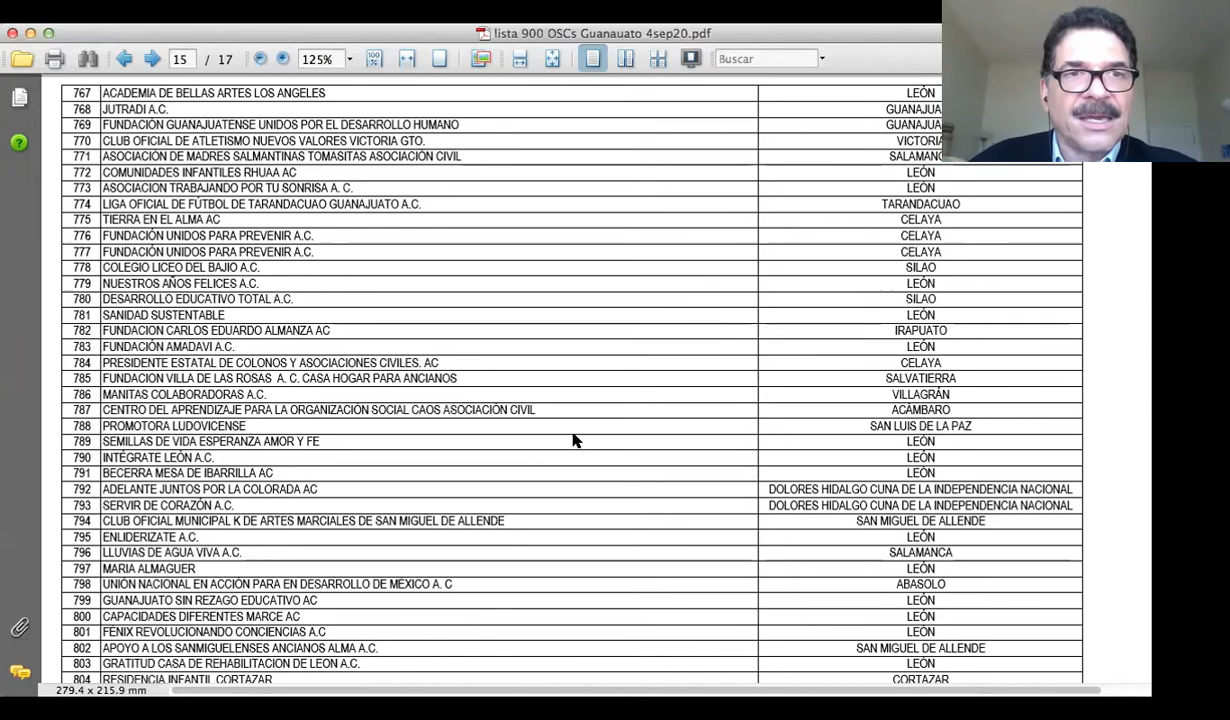 lista 900 OSCs Guanauato 4sep20.pdf
15 / 17 125% 100% Buscar
767 ACADEMIA DE BELLAS ARTES LOS ANGELES LEÓN
768 JUTRADI A.C. GUANAJUA
769 FUNDACIÓN GUANAJUATENSE UNIDOS POR EL DESARROLLO HUMANO GUANAJUA
770 CLUB OFICIAL DE ATLETISMO NUEVOS VALORES VICTORIA GTO. VICTORIA
771 ASOCIACIÓN DE MADRES SALMANTINAS TOMASITAS ASOCIACIÓN CIVIL SALAMANC
772 COMUNIDADES INFANTILES RHUAA AC LEÓN
773 ASOCIACION TRABAJANDO POR TU SONRISA A. C. LEÓN
774 LIGA OFICIAL DE FÚTBOL DE TARANDACUAO GUANAJUATO A.C. TARANDACUAO
775 TIERRA EN EL ALMA AC CELAYA
776 FUNDACIÓN UNIDOS PARA PREVENIR A.C. CELAYA
777 FUNDACIÓN UNIDOS PARA PREVENIR A.C. CELAYA
778 COLEGIO LICEO DEL BAJIO A.C. SILAO
779 NUESTROS AÑOS FELICES A.C. LEÓN
780 DESARROLLO EDUCATIVO TOTAL A.C. SILAO
781 SANIDAD SUSTENTABLE LEÓN
782 FUNDACION CARLOS EDUARDO ALMANZA AC IRAPUATO
783 FUNDACIÓN AMADAVI A.C. LEÓN
784 PRESIDENTE ESTATAL DE COLONOS Y ASOCIACIONES CIVILES. AC CELAYA
785 FUNDACION VILLA DE LAS ROSAS A. C. CASA HOGAR PARA ANCIANOS SALVATIERRA
786 MANITAS COLABORADORAS A.C. VILLAGRÁN
787 CENTRO DEL APRENDIZAJE PARA LA ORGANIZACIÓN SOCIAL CAOS ASOCIACIÓN CIVIL ACÁMBARO
788 PROMOTORA LUDOVICENSE SAN LUIS DE LA PAZ
789 SEMILLAS DE VIDA ESPERANZA AMOR Y FE LEÓN
790 INTÉGRATE LEÓN A.C. LEÓN
791 BECERRA MESA DE IBARRILLA AC LEÓN
792 ADELANTE JUNTOS POR LA COLORADA AC DOLORES HIDALGO CUNA DE LA INDEPENDENCIA NACIONAL
793 SERVIR DE CORAZÓN A.C. DOLORES HIDALGO CUNA DE LA INDEPENDENCIA NACIONAL
794 CLUB OFICIAL MUNICIPAL K DE ARTES MARCIALES DE SAN MIGUEL DE ALLENDE SAN MIGUEL DE ALLENDE
795 ENLIDERIZATE A.C. LEÓN
796 LLUVIAS DE AGUA VIVA A.C. SALAMANCA
797 MARIA ALMAGUER LEÓN
798 UNIÓN NACIONAL EN ACCIÓN PARA EN DESARROLLO DE MÉXICO A. C ABASOLO
799 GUANAJUATO SIN REZAGO EDUCATIVO AC LEÓN
800 CAPACIDADES DIFERENTES MARCE AC LEÓN
801 FENIX REVOLUCIONANDO CONCIENCIAS A.C LEÓN
802 APOYO A LOS SANMIGUELENSES ANCIANOS ALMA A.C. SAN MIGUEL DE ALLENDE
803 GRATITUD CASA DE REHABILITACION DE LEON A.C. LEÓN
804 RESIDENCIA INFANTIL CORTAZAR CORTAZAR
279.4 x 215.9 mm